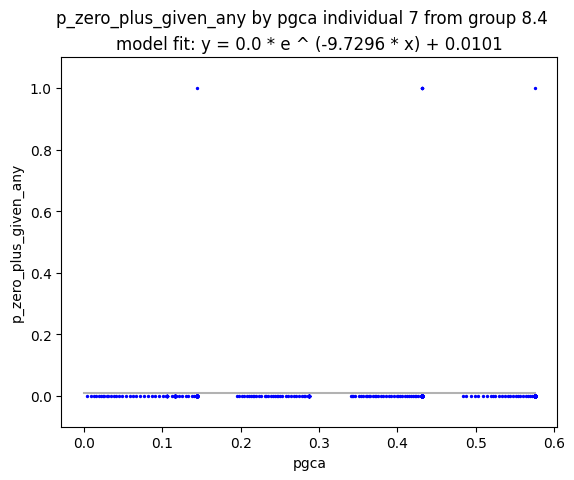 p_zero_plus_given_any by pgca individual 7 from group 8.4
model fit: y = 0.0 * e ^ (-9.7296 * x) + 0.0101
p_zero_plus_given_any
1.0
0.8
0.6
0.4
0.2
0.0
0.0 0.1 0.2 0.3 0.4 0.5 0.6
pgca